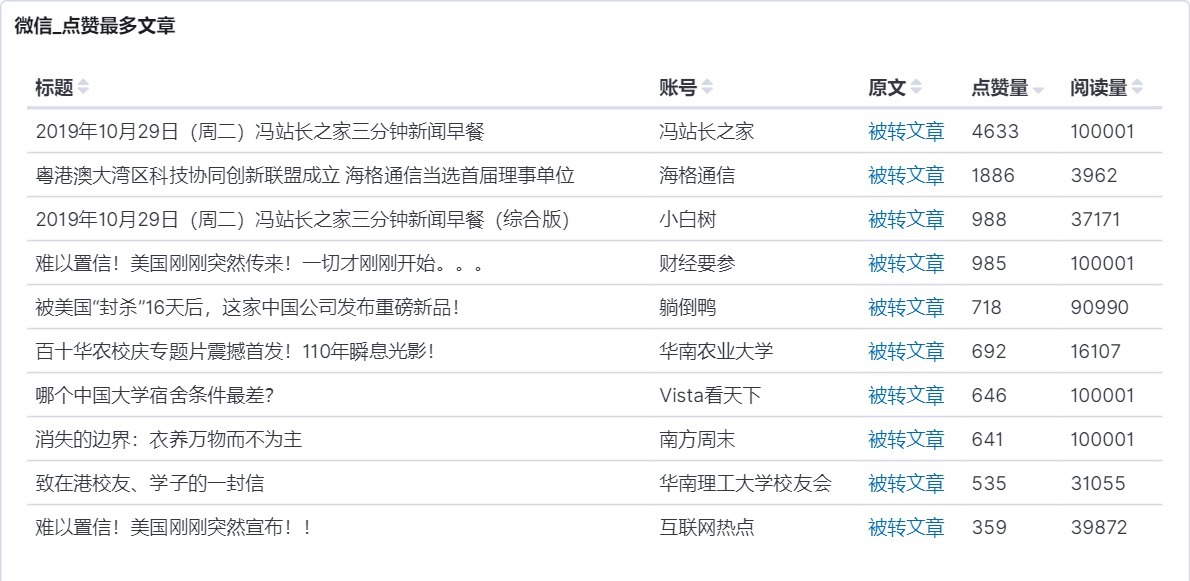 微信_点赞最多文章
标题 账号 原文 点赞量 阅读量
2019年10月29日（周二）冯站长之家三分钟新闻早餐 冯站长之家 被转文章 4633 100001
粤港澳大湾区科技协同创新联盟成立 海格通信当选首届理事单位 海格通信 被转文章 1886 3962
2019年10月29日（周二）冯站长之家三分钟新闻早餐（综合版） 小白树 被转文章 988 37171
难以置信！美国刚刚突然传来！一切才刚刚开始。。。 财经要参 被转文章 985 100001
被美国“封杀”16天后，这家中国公司发布重磅新品！ 躺倒鸭 被转文章 718 90990
百十华农校庆专题片震撼首发！110年瞬息光影！ 华南农业大学 被转文章 692 16107
哪个中国大学宿舍条件最差？ Vista看天下 被转文章 646 100001
消失的边界：衣养万物而不为主 南方周末 被转文章 641 100001
致在港校友、学子的一封信 华南理工大学校友会 被转文章 535 31055
难以置信！美国刚刚突然宣布！！ 互联网热点 被转文章 359 39872